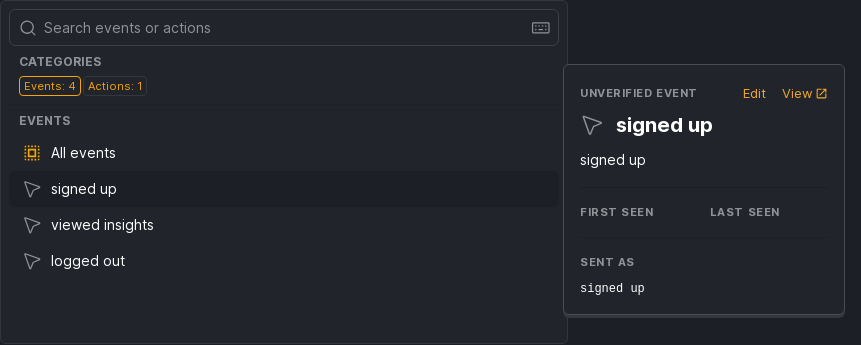 Search events or actions
CATEGORIES
Events: 4 Actions: 1
EVENTS
All events
signed up
viewed insights
logged out
UNVERIFIED EVENT Edit View
signed up
signed up
FIRST SEEN LAST SEEN
SENT AS
signed up